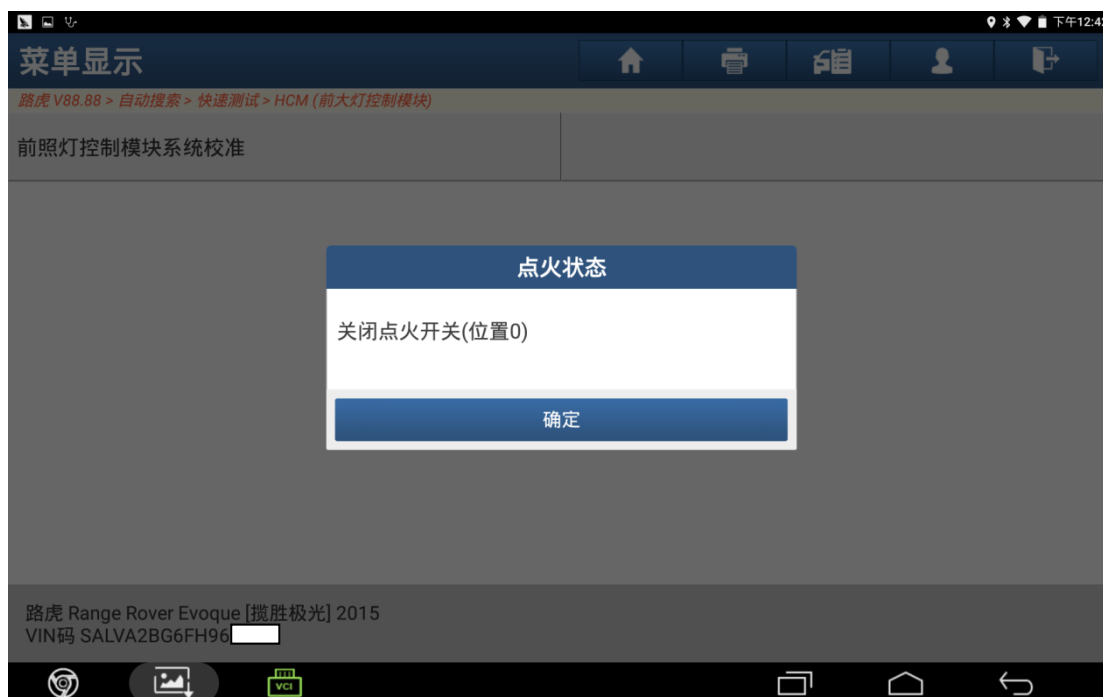 下午12:42
菜单显示
路虎 V88.88 > 自动搜索 > 快速测试 > HCM (前大灯控制模块)
前照灯控制模块系统校准
点火状态
关闭点火开关(位置0)
确定
路虎 Range Rover Evoque [揽胜极光] 2015
VIN码 SALVA2BG6FH96
VCI